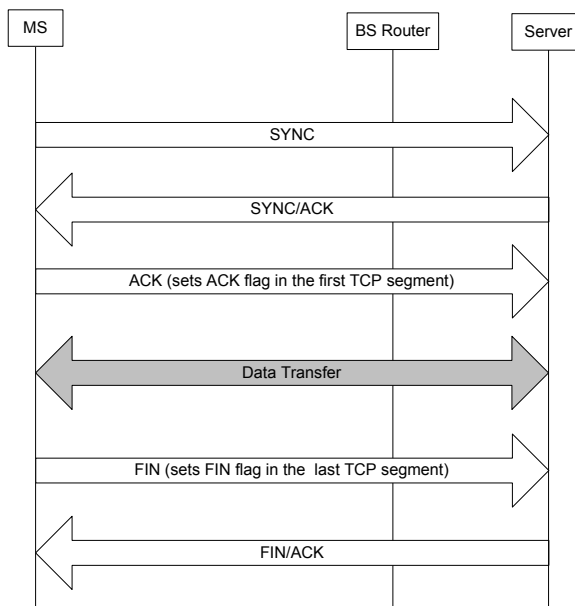 MS
BS Router
Server
SYNC
SYNC/ACK
ACK (sets ACK flag in the first TCP segment)
Data Transfer
FIN (sets FIN flag in the last TCP segment)
FIN/ACK